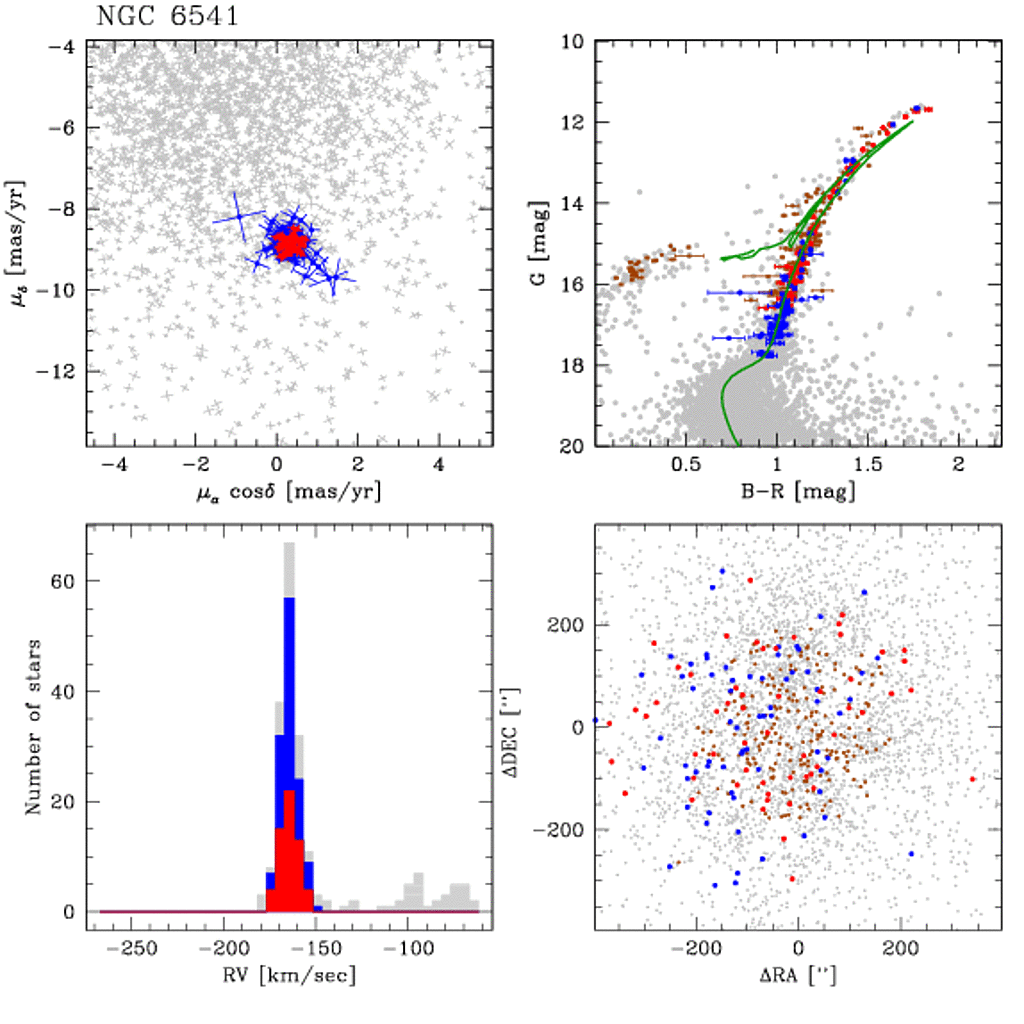 NGC 6541
−4
−6
−8
−10
−12
μδ [mas/yr]
−4 −2 0 2 4
μα cosδ [mas/yr]
10
12
14
16
18
20
G [mag]
0.5 1 1.5 2
B−R [mag]
60
40
20
0
Number of stars
−250 −200 −150 −100
RV [km/sec]
200
0
−200
ΔDEC ["]
−200 0 200
ΔRA ["]